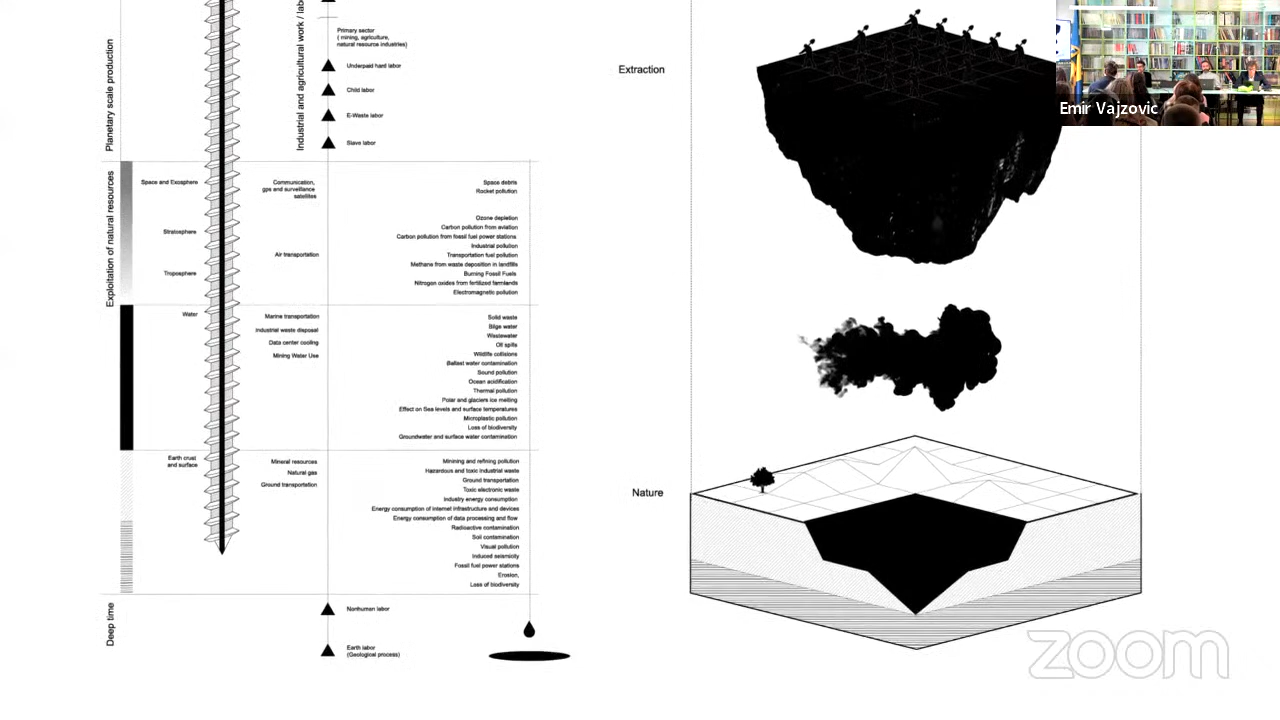 Planetary scale production
Industrial and agricultural work / labo
Primary sector
( mining, agriculture,
natural resource industries)
Underpaid hard labor
Child labor
E-Waste labor
Slave labor
Exploitation of natural resources
Space and Exosphere
Communication,
gps and surveillance
satellites
Space debris
Rocket pollution
Stratosphere
Air transportation
Troposphere
Ozone depletion
Carbon pollution from aviation
Carbon pollution from fossil fuel power stations
Industrial pollution
Transportation fuel pollution
Methane from waste deposition in landfills
Burning Fossil Fuels
Nitrogen oxides from fertilized farmlands
Electromagnetic pollution
Water
Marine transportation
Industrial waste disposal
Data center cooling
Mining Water Use
Solid waste
Bilge water
Wastewater
Oil spills
Wildlife collisions
Ballast water contamination
Sound pollution
Ocean acidification
Thermal pollution
Polar and glaciers ice melting
Effect on Sea levels and surface temperatures
Microplastic pollution
Loss of biodiversity
Groundwater and surface water contamination
Earth crust
and surface
Mineral resources
Natural gas
Ground transportation
Minining and refining pollution
Hazardous and toxic industrial waste
Ground transportation
Toxic electronic waste
Industry energy consumption
Energy consumption of internet infrastructure and devices
Energy consumption of data processing and flow
Radioactive contamination
Soil contamination
Visual pollution
Induced seismicity
Fossil fuel power stations
Erosion,
Loss of biodiversity
Deep time
Nonhuman labor
Earth labor
(Geological process)
Extraction
Nature
Emir Vajzovic
zoom